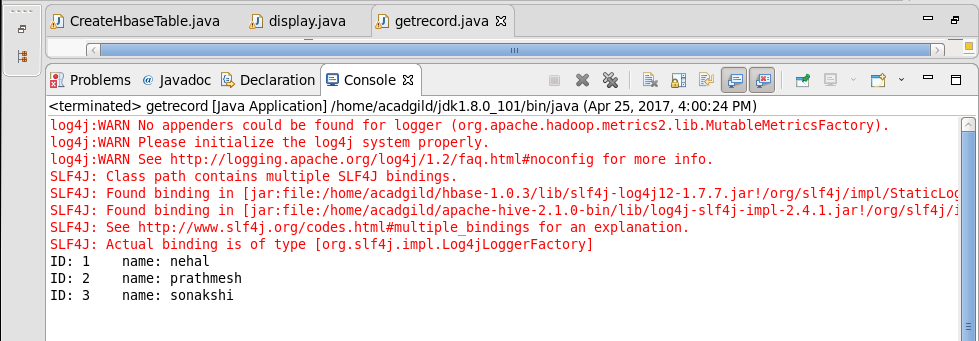 CreateHbaseTable.java display.java getrecord.java
Problems @ Javadoc Declaration Console
<terminated> getrecord [Java Application] /home/acadgild/jdk1.8.0_101/bin/java (Apr 25, 2017, 4:00:24 PM)
log4j:WARN No appenders could be found for logger (org.apache.hadoop.metrics2.lib.MutableMetricsFactory).
log4j:WARN Please initialize the log4j system properly.
log4j:WARN See http://logging.apache.org/log4j/1.2/faq.html#noconfig for more info.
SLF4J: Class path contains multiple SLF4J bindings.
SLF4J: Found binding in [jar:file:/home/acadgild/hbase-1.0.3/lib/slf4j-log4j12-1.7.7.jar!/org/slf4j/impl/StaticLog
SLF4J: Found binding in [jar:file:/home/acadgild/apache-hive-2.1.0-bin/lib/log4j-slf4j-impl-2.4.1.jar!/org/slf4j/i
SLF4J: See http://www.slf4j.org/codes.html#multiple_bindings for an explanation.
SLF4J: Actual binding is of type [org.slf4j.impl.Log4jLoggerFactory]
ID: 1    name: nehal
ID: 2    name: prathmesh
ID: 3    name: sonakshi